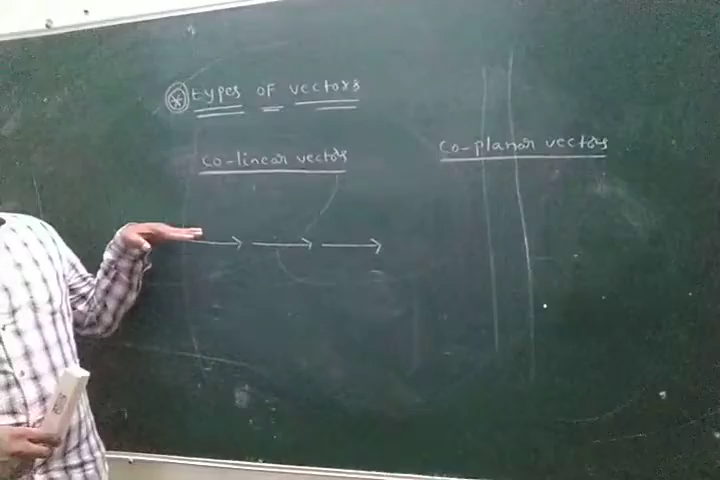 types of vectors
co-linear vectors
co-planar vectors